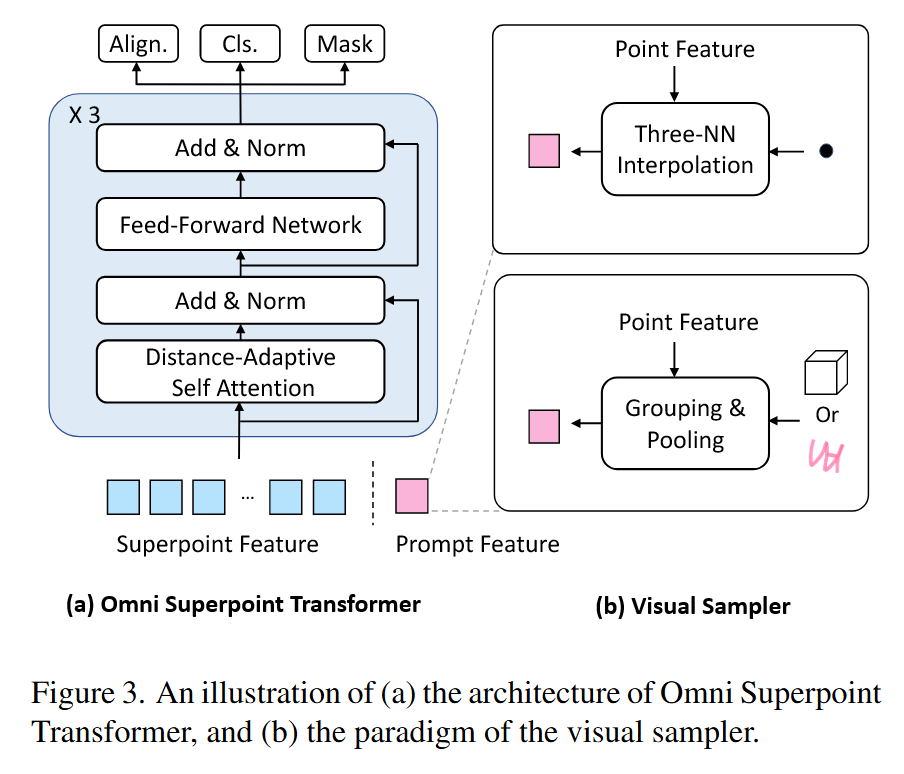 Align.
Cls.
Mask
X 3
Add & Norm
Feed-Forward Network
Add & Norm
Distance-Adaptive
Self Attention
...
Superpoint Feature
Prompt Feature
(a) Omni Superpoint Transformer
Point Feature
Three-NN
Interpolation
Point Feature
Grouping &
Pooling
Or
(b) Visual Sampler
Figure 3. An illustration of (a) the architecture of Omni Superpoint
Transformer, and (b) the paradigm of the visual sampler.